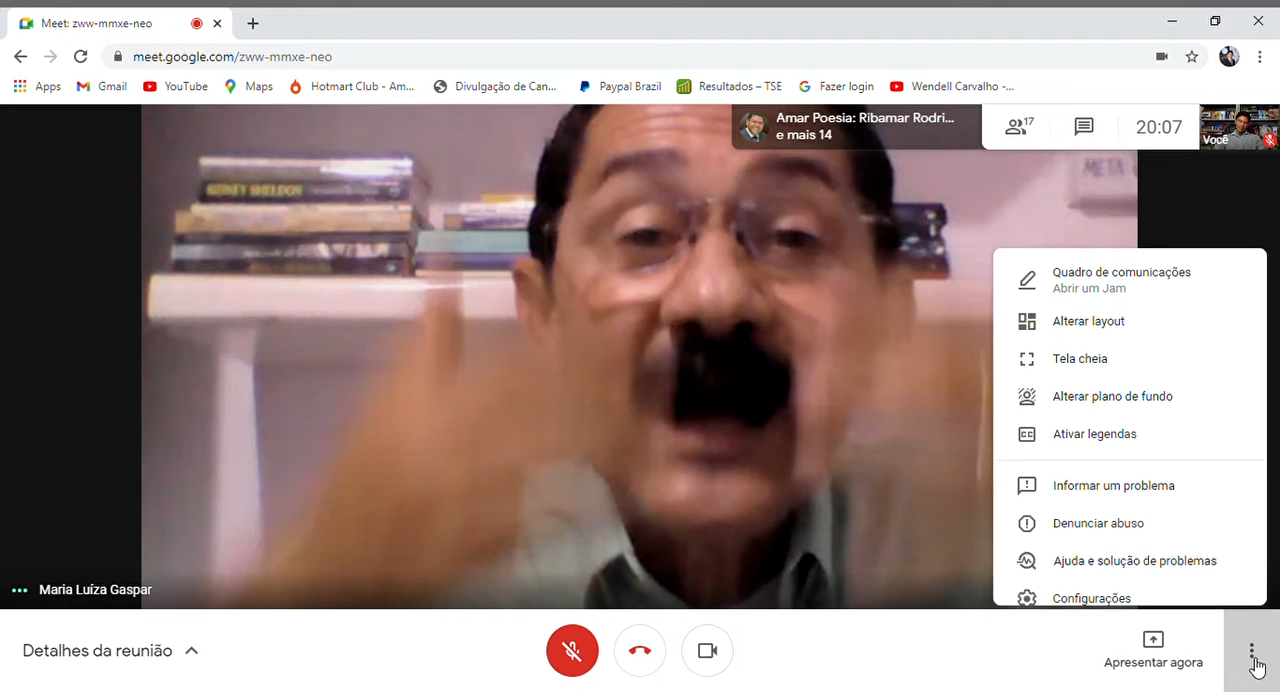 Meet: zww-mmxe-neo
meet.google.com/zww-mmxe-neo
Apps
Gmail
YouTube
Maps
Hotmart Club - Am...
Divulgação de Can...
Paypal Brazil
Resultados – TSE
Fazer login
Wendell Carvalho -...
Amar Poesia: Ribamar Rodri...
e mais 14
17
20:07
Você
META
SIDNEY SHELDON
Quadro de comunicações
Abrir um Jam
Alterar layout
Tela cheia
Alterar plano de fundo
CC
Ativar legendas
Informar um problema
Denunciar abuso
Ajuda e solução de problemas
Configurações
Maria Luíza Gaspar
Detalhes da reunião
Apresentar agora